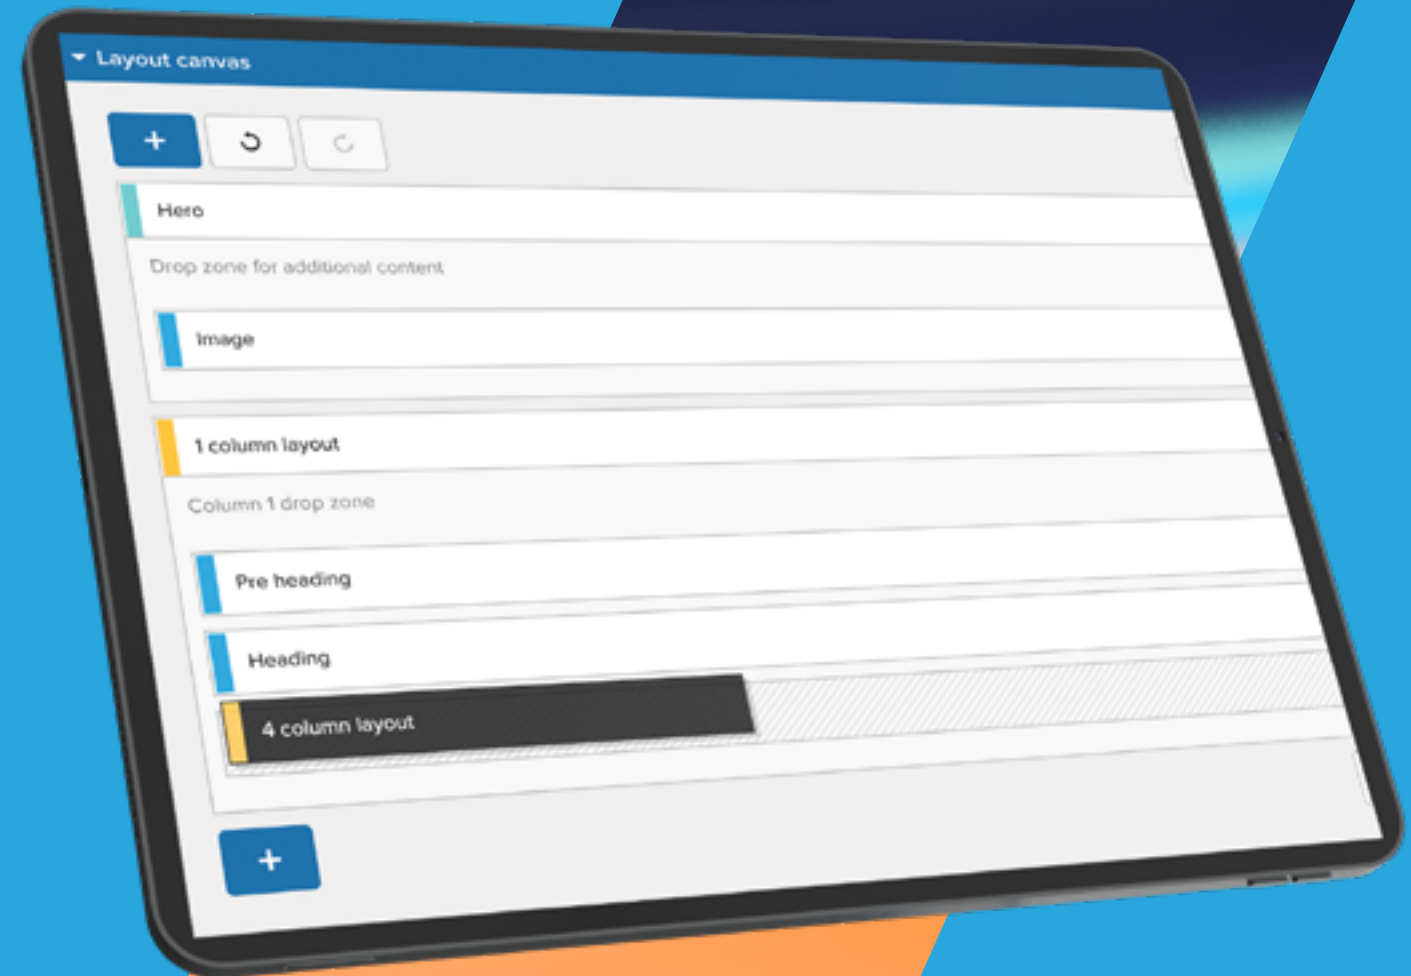 Layout canvas
Hero
Drop zone for additional content
Image
1 column layout
Column 1 drop zone
Pre heading
Heading
4 column layout